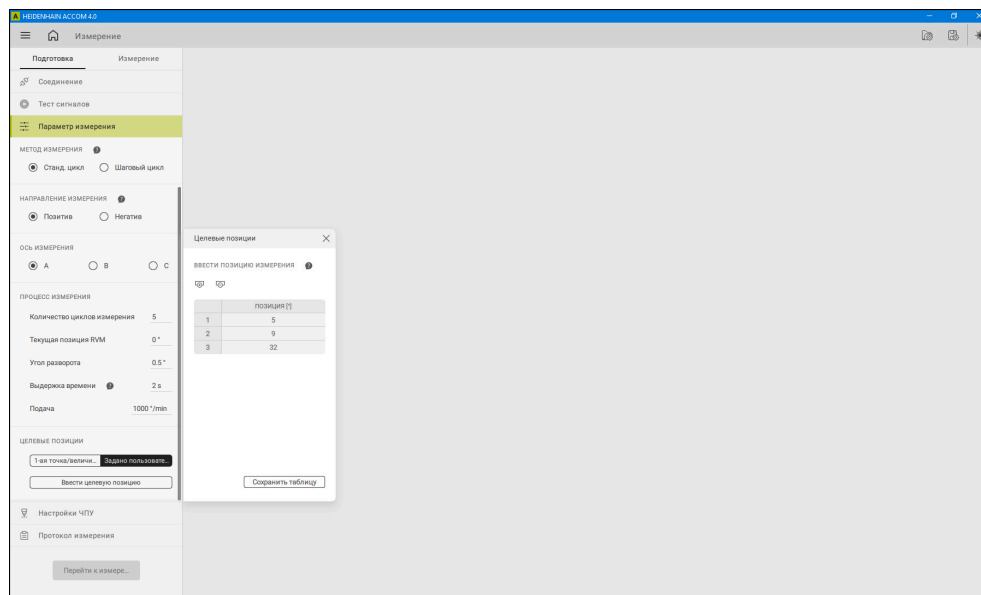 HEIDENHAIN ACCOM 4.0
Измерение
Подготовка Измерение
Соединение
Тест сигналов
Параметр измерения
МЕТОД ИЗМЕРЕНИЯ
Станд. цикл Шаговый цикл
НАПРАВЛЕНИЕ ИЗМЕРЕНИЯ
Позитив Негатив
ОСЬ ИЗМЕРЕНИЯ
A B C
ПРОЦЕСС ИЗМЕРЕНИЯ
Количество циклов измерения 5
Текущая позиция RVM 0 °
Угол разворота 0.5 °
Выдержка времени 2 s
Подача 1000 °/min
ЦЕЛЕВЫЕ ПОЗИЦИИ
1-ая точка/величи... Задано пользовате...
Ввести целевую позицию
Настройки ЧПУ
Протокол измерения
Перейти к измере...
Целевые позиции
ВВЕСТИ ПОЗИЦИЮ ИЗМЕРЕНИЯ
ПОЗИЦИЯ [°]
1 5
2 9
3 32
Сохранить таблицу